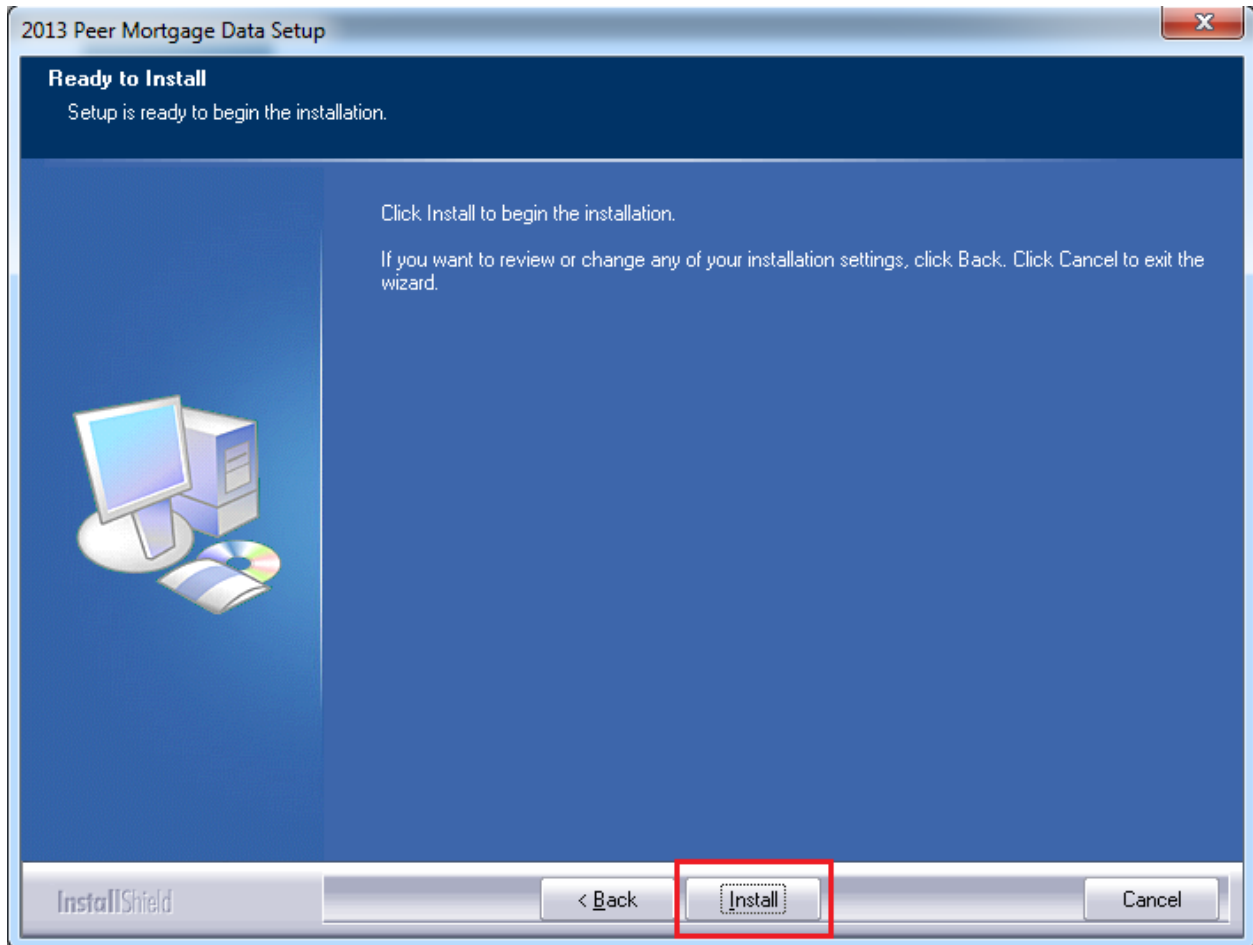 2013 Peer Mortgage Data Setup
Ready to Install
Setup is ready to begin the installation.
Click Install to begin the installation.
If you want to review or change any of your installation settings, click Back. Click Cancel to exit the
wizard.
InstallShield
< Back
Install
Cancel